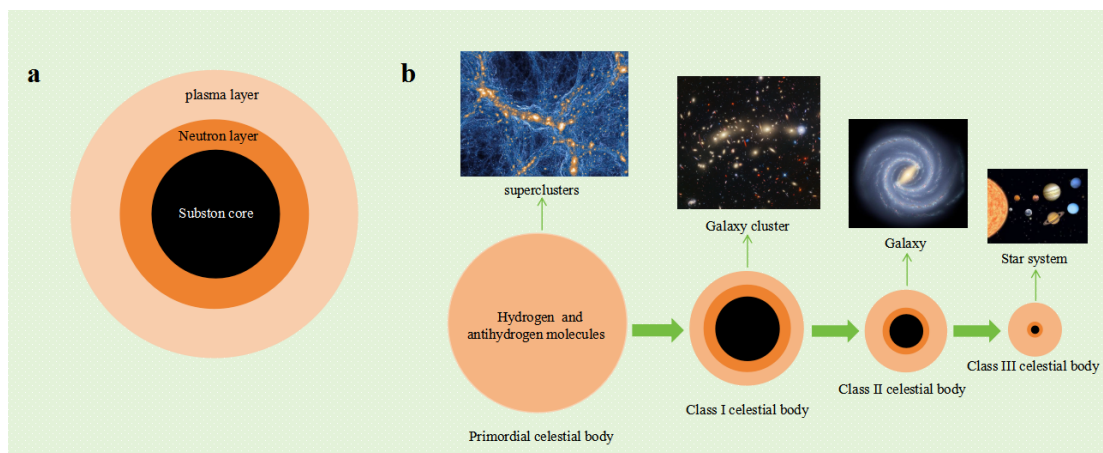 a
plasma layer
Neutron layer
Subston core
b
superclusters
Galaxy cluster
Galaxy
Star system
Hydrogen and
antihydrogen molecules
Primordial celestial body
Class I celestial body
Class II celestial body
Class III celestial body